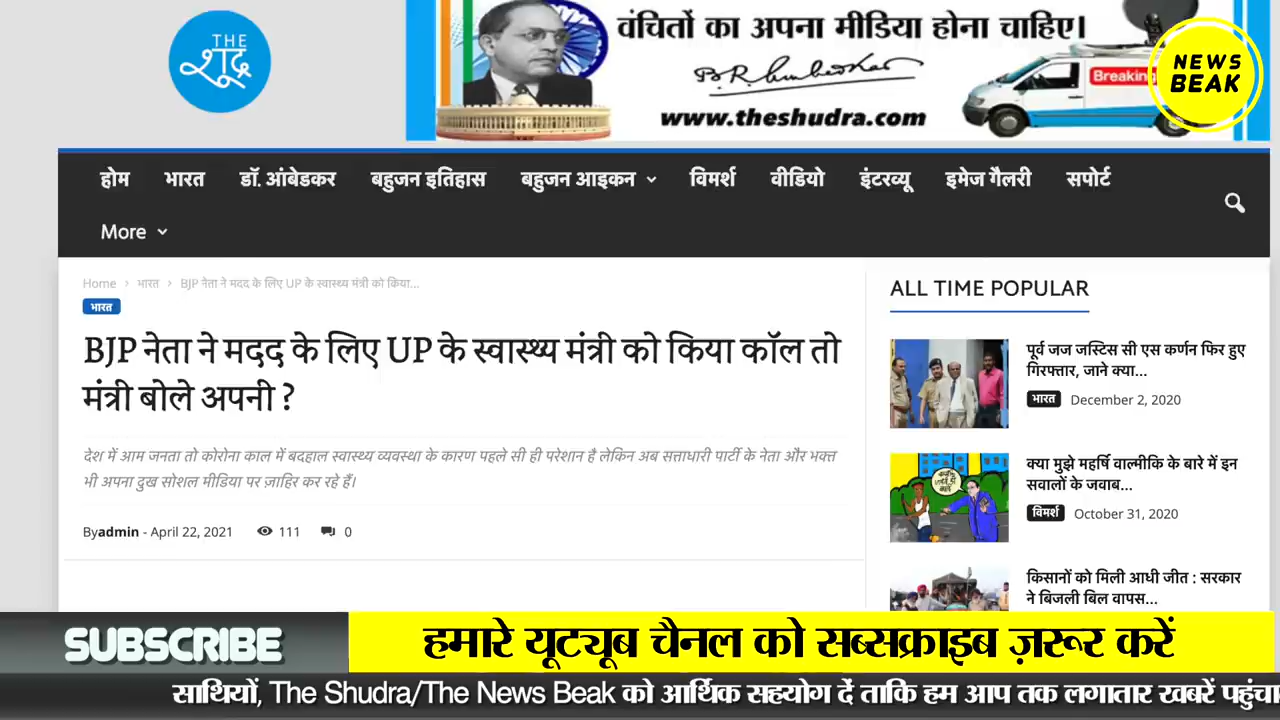 THE
शूद्र
वंचितों का अपना मीडिया होना चाहिए।
www.theshudra.com
Breaking
NEWS
BEAK
होम भारत डॉ. आंबेडकर बहुजन इतिहास बहुजन आइकन विमर्श वीडियो इंटरव्यू इमेज गैलरी सपोर्ट
More
Home › भारत › BJP नेता ने मदद के लिए UP के स्वास्थ्य मंत्री को किया...
भारत
BJP नेता ने मदद के लिए UP के स्वास्थ्य मंत्री को किया कॉल तो
मंत्री बोले अपनी ?
देश में आम जनता तो कोरोना काल में बदहाल स्वास्थ्य व्यवस्था के कारण पहले सी ही परेशान है लेकिन अब सत्ताधारी पार्टी के नेता और भक्त
भी अपना दुख सोशल मीडिया पर ज़ाहिर कर रहे हैं।
Byadmin - April 22, 2021 111 0
ALL TIME POPULAR
पूर्व जज जस्टिस सी एस कर्णन फिर हुए
गिरफ्तार, जाने क्या...
भारत December 2, 2020
क्या मुझे महर्षि वाल्मीकि के बारे में इन
सवालों के जवाब...
विमर्श October 31, 2020
किसानों को मिली आधी जीत : सरकार
ने बिजली बिल वापस...
SUBSCRIBE
हमारे यूट्यूब चैनल को सब्सक्राइब ज़रूर करें
साथियों, The Shudra/The News Beak को आर्थिक सहयोग दें ताकि हम आप तक लगातार खबरें पहुंचा